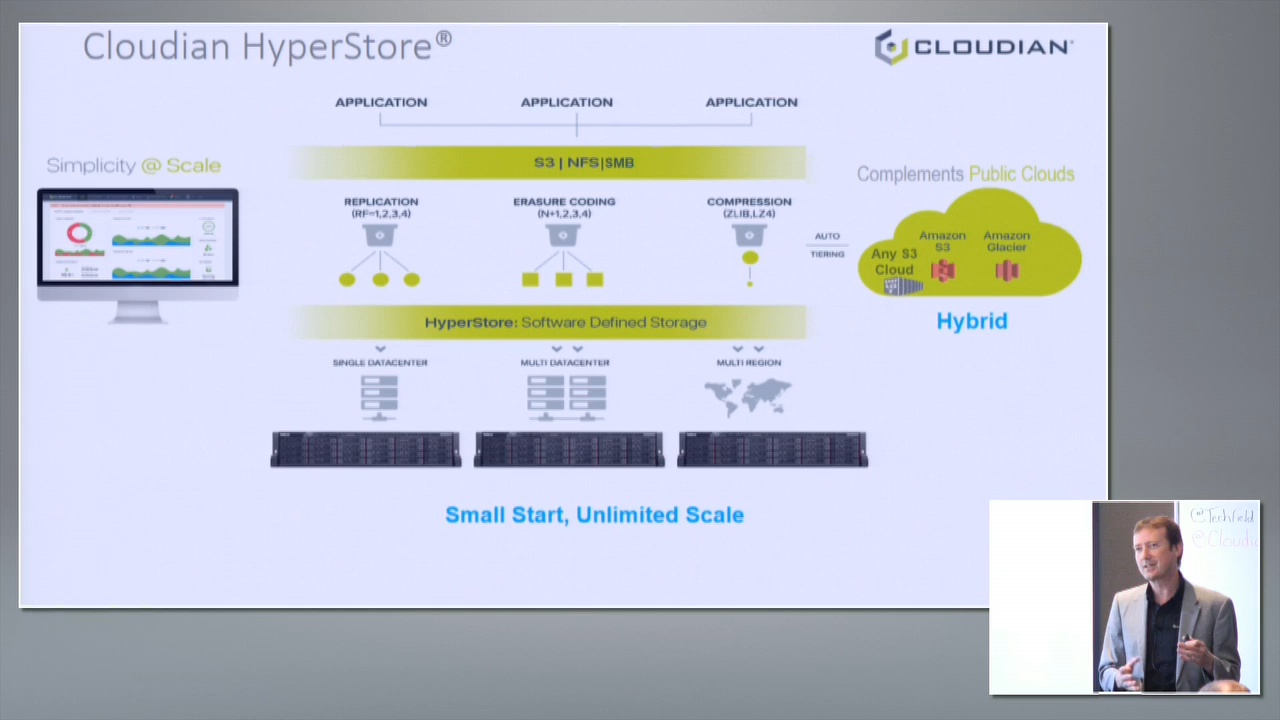 Cloudian HyperStore®
CLOUDIAN®
APPLICATION
APPLICATION
APPLICATION
S3 | NFS|SMB
Simplicity @ Scale
Complements Public Clouds
REPLICATION
(RF=1,2,3,4)
ERASURE CODING
(N+1,2,3,4)
COMPRESSION
(ZLIB,LZ4)
AUTO
TIERING
Any S3
Cloud
Amazon
S3
Amazon
Glacier
HyperStore: Software Defined Storage
Hybrid
SINGLE DATACENTER
MULTI DATACENTER
MULTI REGION
Small Start, Unlimited Scale
@TechField
@Cloudia